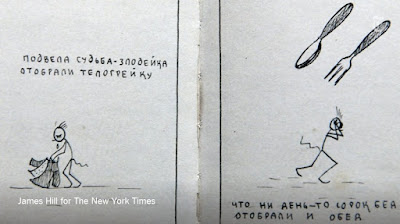 ПОДВЕЛА СУДЬБА-ЗЛОДЕЙКА
ОТОБРАЛИ ТЕЛОГРЕЙКУ
James Hill for The New York Times
ЧТО НИ ДЕНЬ-ТО СОРОК БЕД
ОТОБРАЛИ И ОБЕД